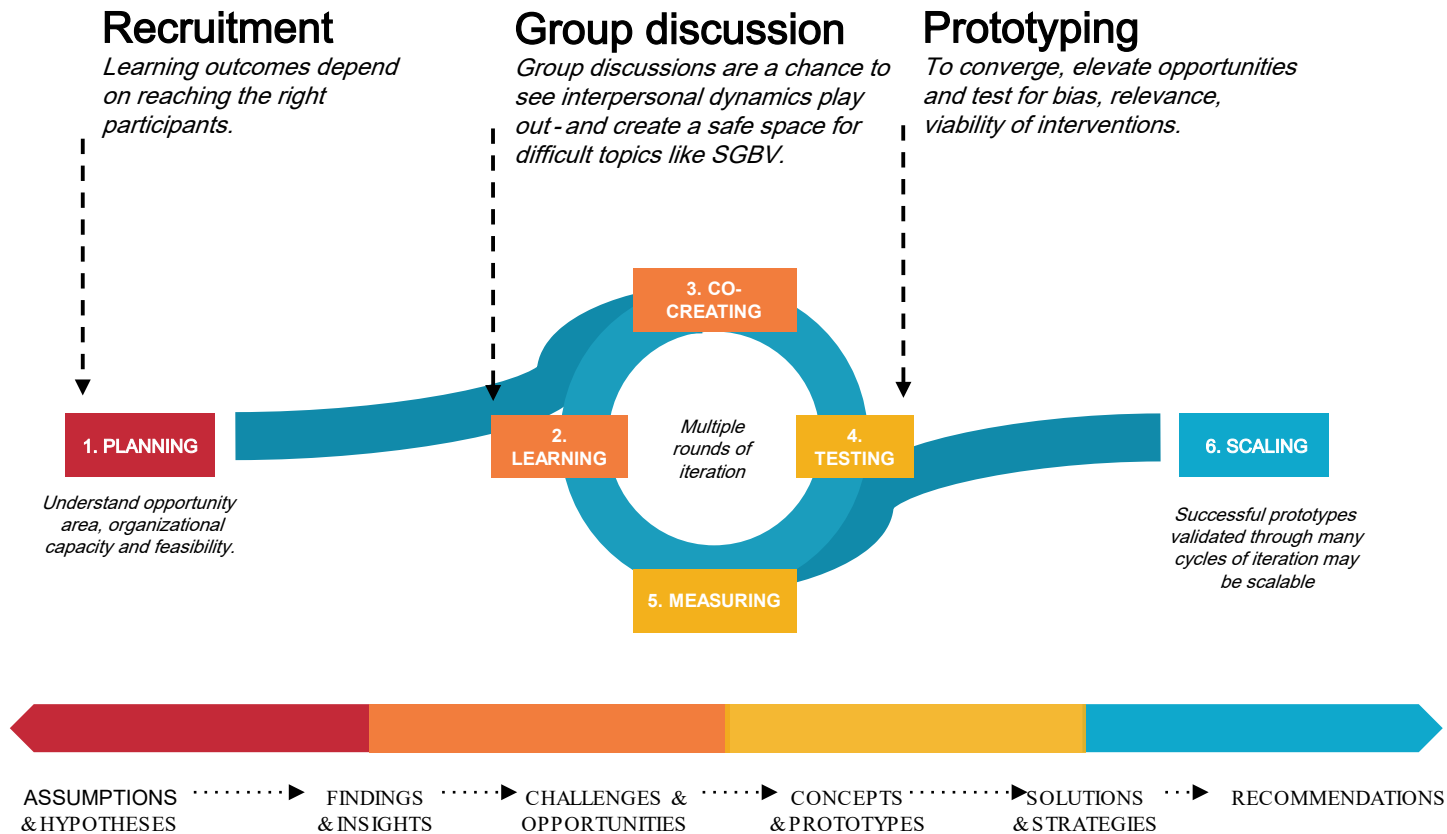 Recruitment
Learning outcomes depend
on reaching the right
participants.
Group discussion
Group discussions are a chance to
see interpersonal dynamics play
out-and create a safe space for
difficult topics like SGBV.
Prototyping
To converge, elevate opportunities
and test for bias, relevance,
viability of interventions.
3. CO-
CREATING
1. PLANNING
2.
LEARNING
Multiple
rounds of
iteration
4.
TESTING
6. SCALING
Understand opportunity
area, organizational
capacity and feasibility.
Successful prototypes
validated through many
cycles of iteration may
be scalable
5. MEASURING
ASSUMPTIONS
& HYPOTHESES
FINDINGS
& INSIGHTS
CHALLENGES &
OPPORTUNITIES
CONCEPTS
& PROTOTYPES
SOLUTIONS
& STRATEGIES
RECOMMENDATIONS